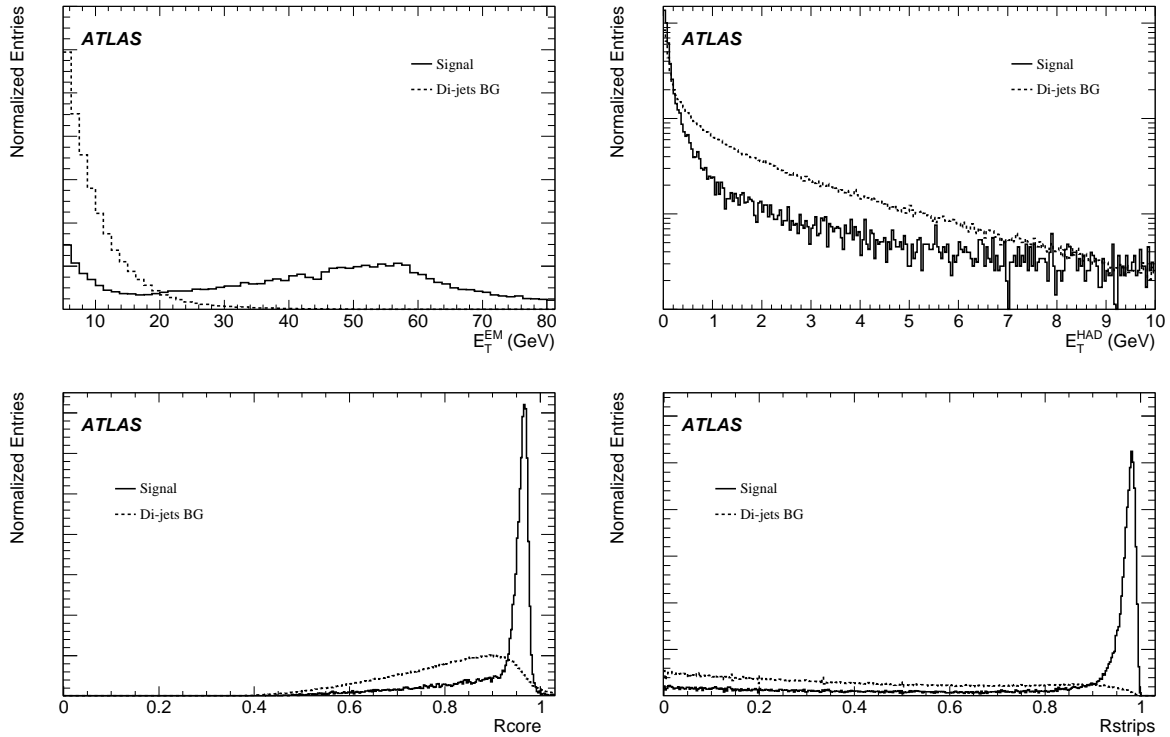 Normalized Entries
ATLAS
Signal
Di-jets BG
10 20 30 40 50 60 70 80
E_T^EM (GeV)
Normalized Entries
ATLAS
Signal
Di-jets BG
0 1 2 3 4 5 6 7 8 9 10
E_T^HAD (GeV)
Normalized Entries
ATLAS
Signal
Di-jets BG
0 0.2 0.4 0.6 0.8 1
Rcore
Normalized Entries
ATLAS
Signal
Di-jets BG
0 0.2 0.4 0.6 0.8 1
Rstrips